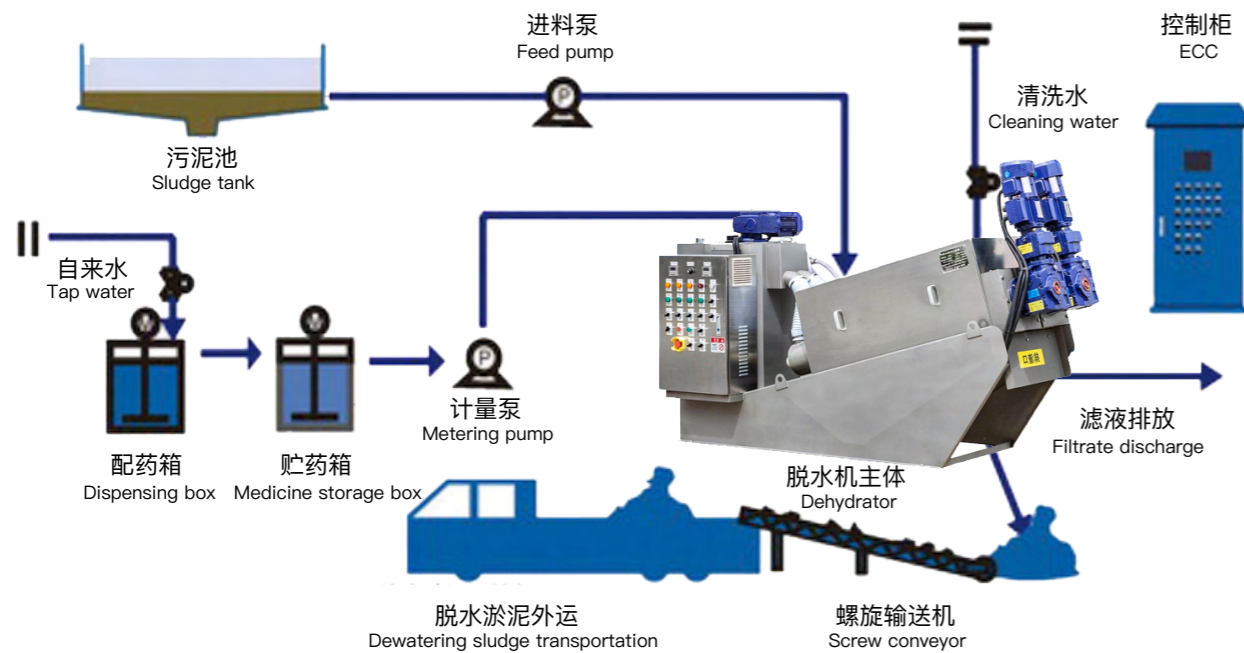 进料泵
Feed pump
控制柜
ECC
清洗水
Cleaning water
污泥池
Sludge tank
P
自来水
Tap water
M
M
P
计量泵
Metering pump
滤液排放
Filtrate discharge
配药箱
Dispensing box
贮药箱
Medicine storage box
脱水机主体
Dehydrator
脱水淤泥外运
Dewatering sludge transportation
螺旋输送机
Screw conveyor